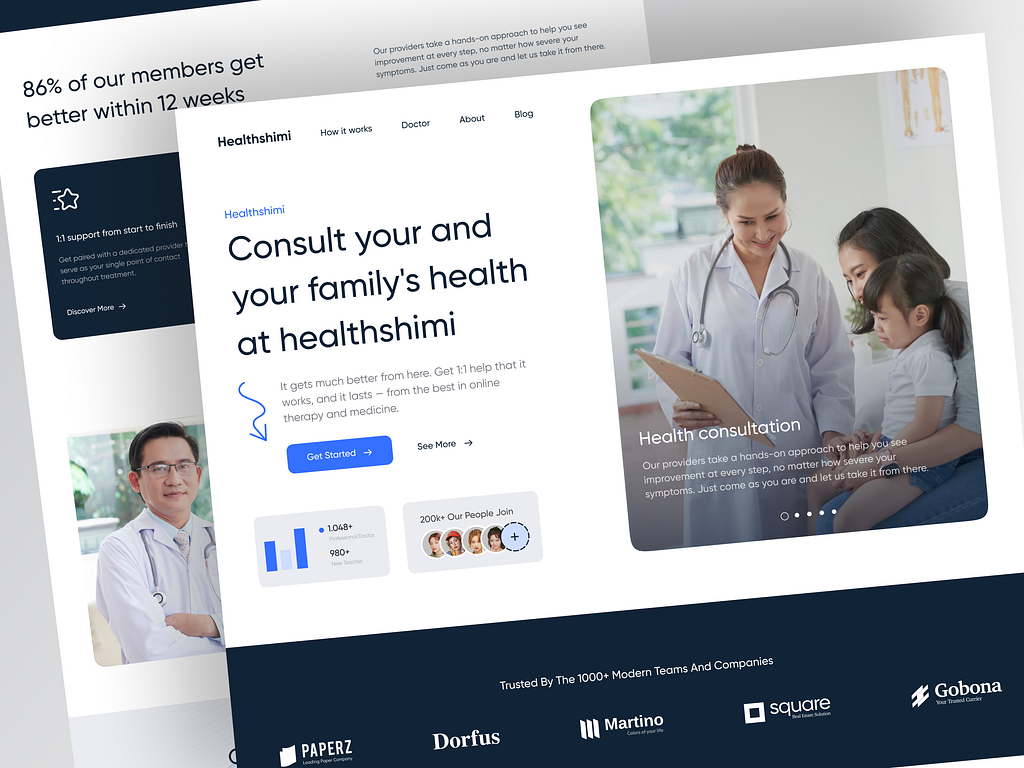 86% of our members get
better within 12 weeks
Our providers take a hands-on approach to help you see
improvement at every step, no matter how severe your
symptoms. Just come as you are and let us take it from there.
1:1 support from start to finish
Get paired with a dedicated provider t
serve as your single point of contact
throughout treatment.
Discover More
Healthshimi
How it works
Doctor
About
Blog
Healthshimi
Consult your and
your family's health
at healthshimi
It gets much better from here. Get 1:1 help that it
works, and it lasts – from the best in online
therapy and medicine.
Get Started
See More
1.048+
Professional Doctor
980+
New Teacher
200k+ Our People Join
+
Health consultation
Our providers take a hands-on approach to help you see
improvement at every step, no matter how severe your
symptoms. Just come as you are and let us take it from there.
Trusted By The 1000+ Modern Teams And Companies
PAPERZ
Leading Paper Company
Dorfus
Martino
Colors of your life
square
Real Estate Solution
Gobona
Your Trusted Currier